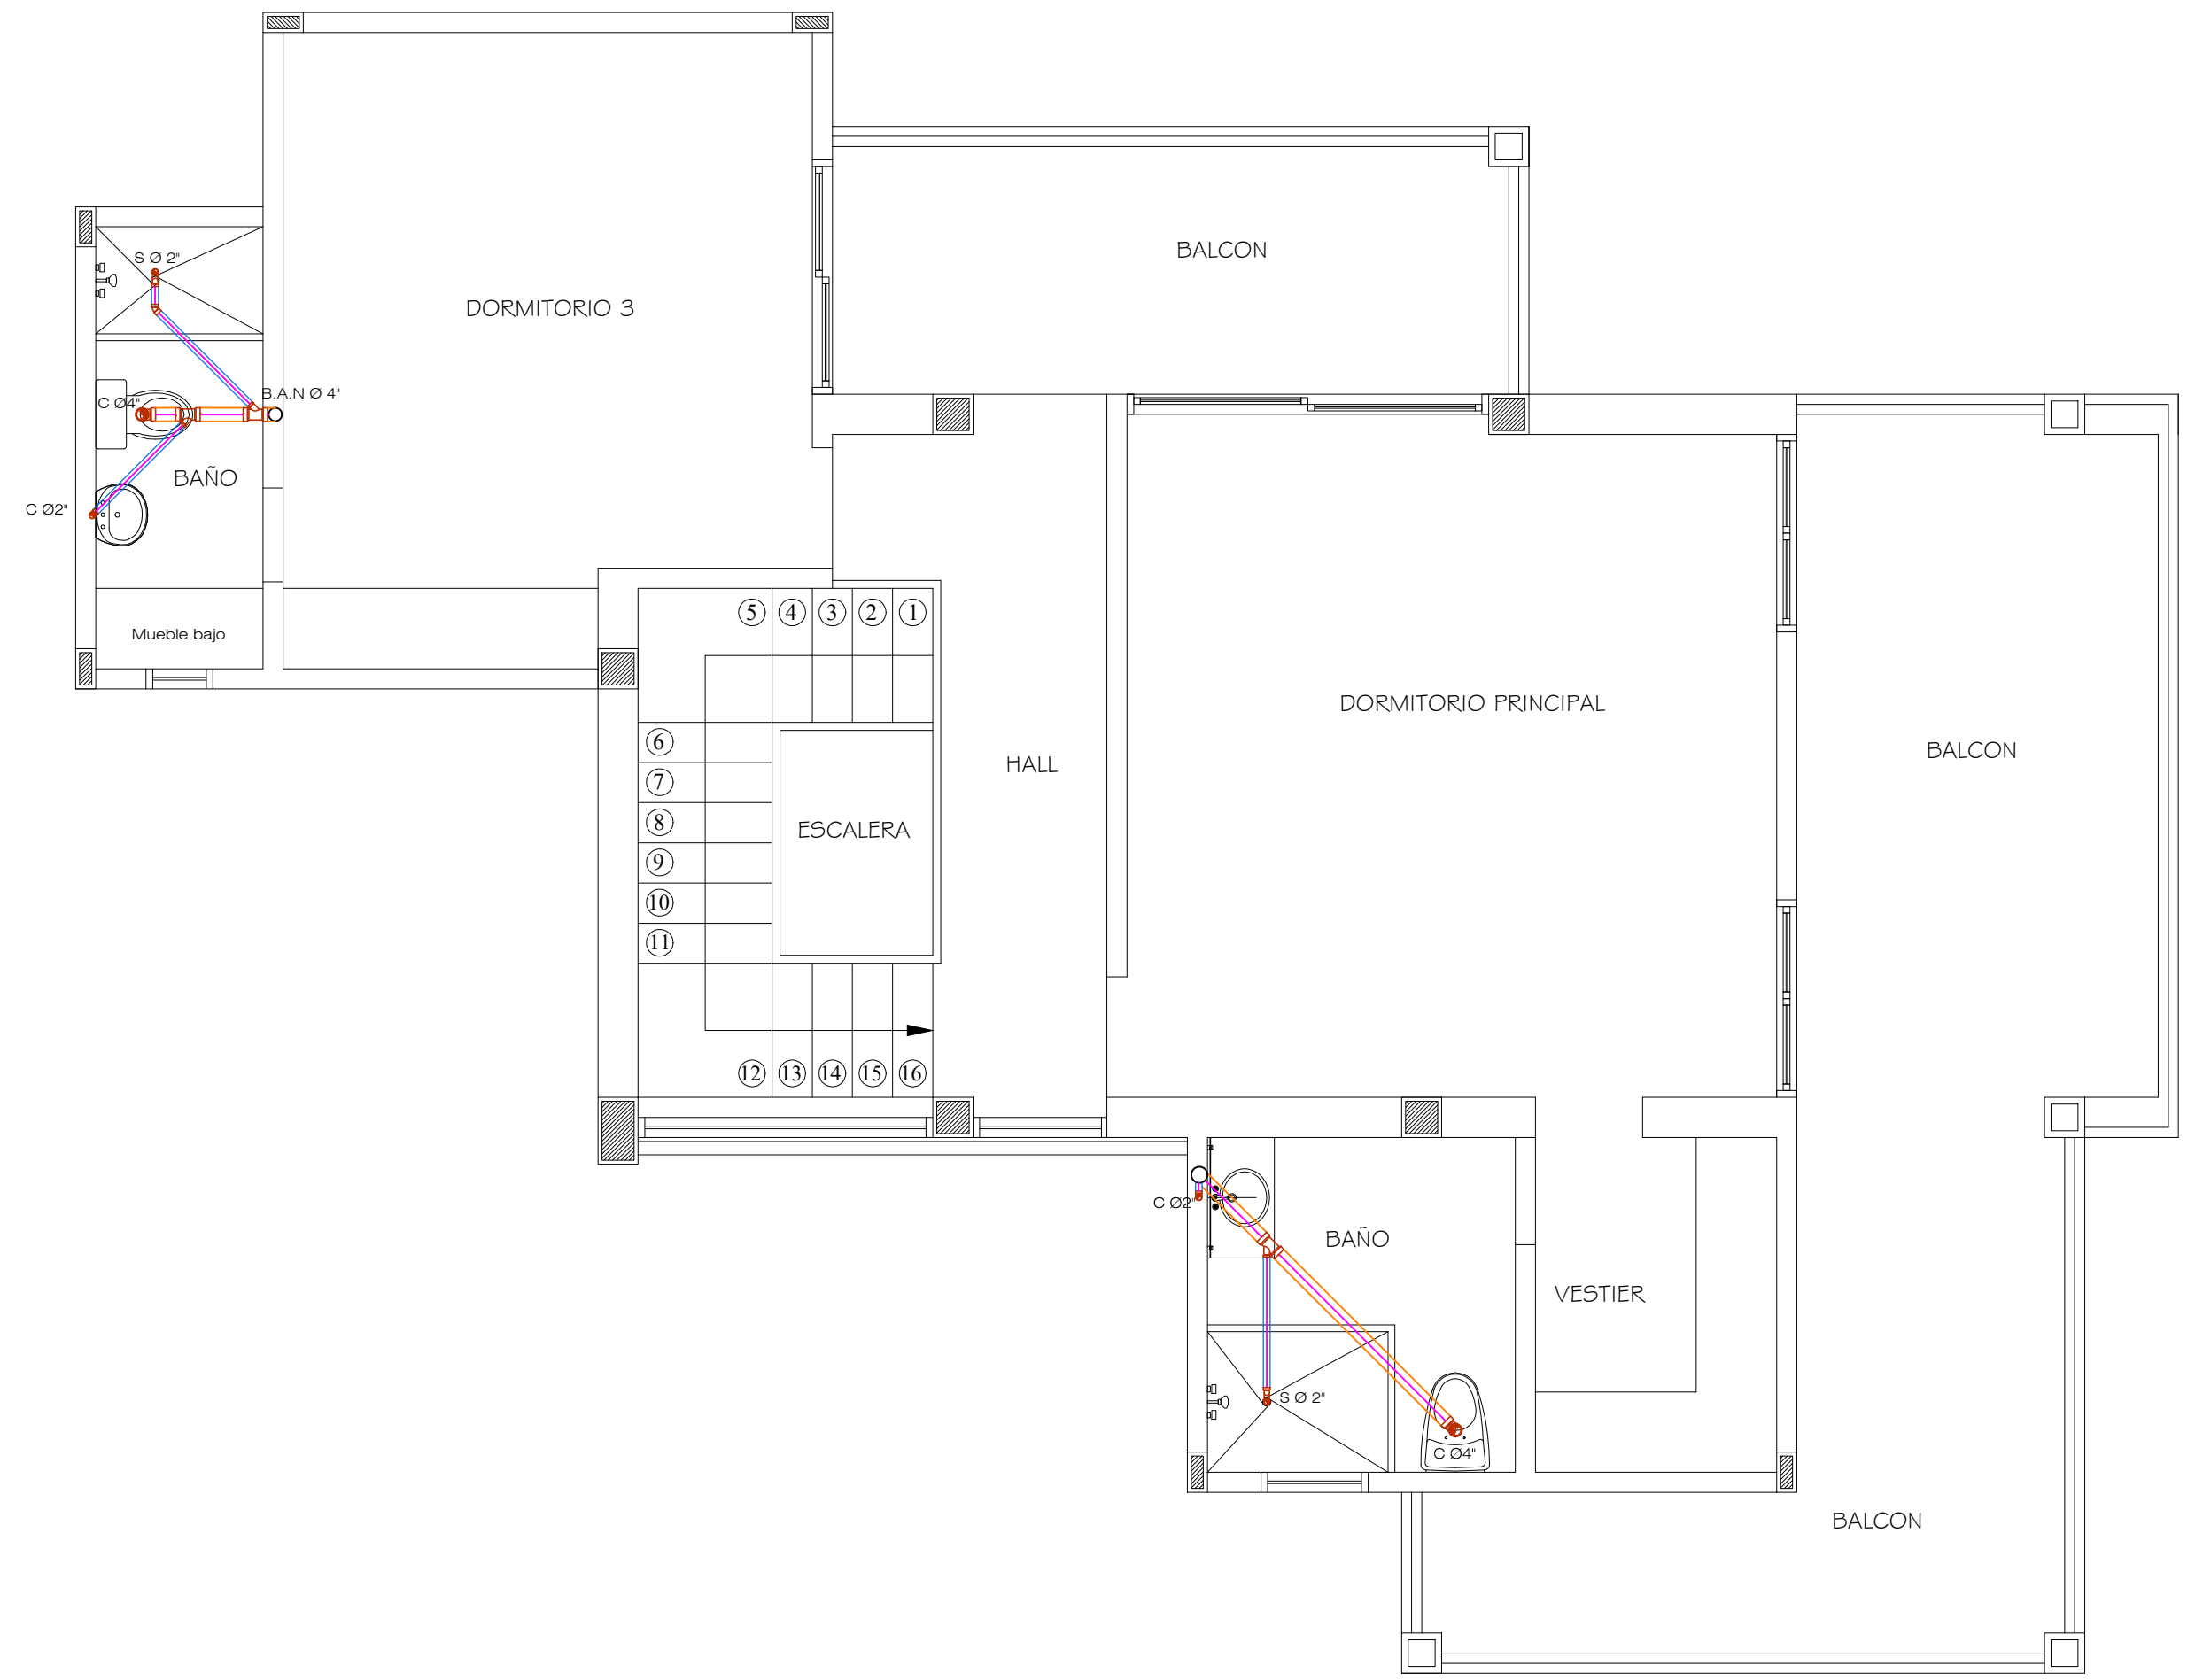 BALCON
S Ø 2"
DORMITORIO 3
B.A.N Ø 4"
C Ø4"
BAÑO
C Ø2"
5
4
3
2
1
Mueble bajo
DORMITORIO PRINCIPAL
6
7
8
9
10
11
HALL
BALCON
ESCALERA
12
13
14
15
16
C Ø2"
BAÑO
VESTIER
S Ø 2"
C Ø4"
BALCON